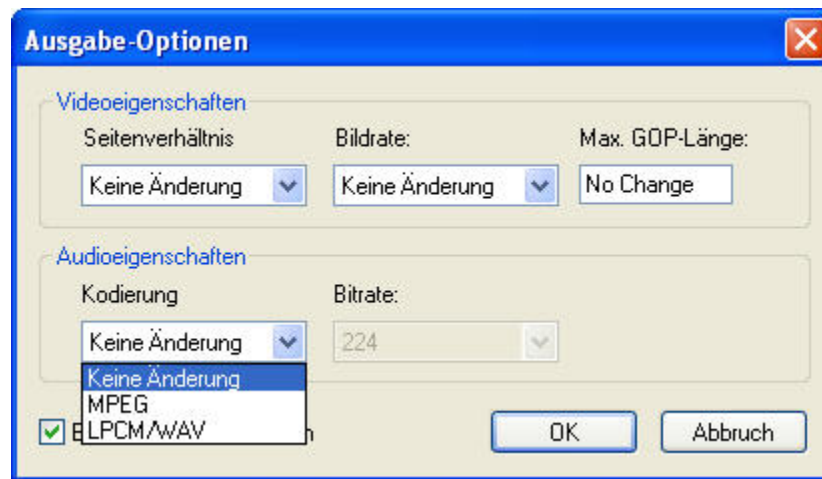 Ausgabe-Optionen
Videoeigenschaften
Seitenverhältnis Bildrate: Max. GOP-Länge:
Keine Änderung Keine Änderung No Change
Audioeigenschaften
Kodierung Bitrate:
Keine Änderung 224
Keine Änderung
MPEG
LPCM/WAV
OK Abbruch